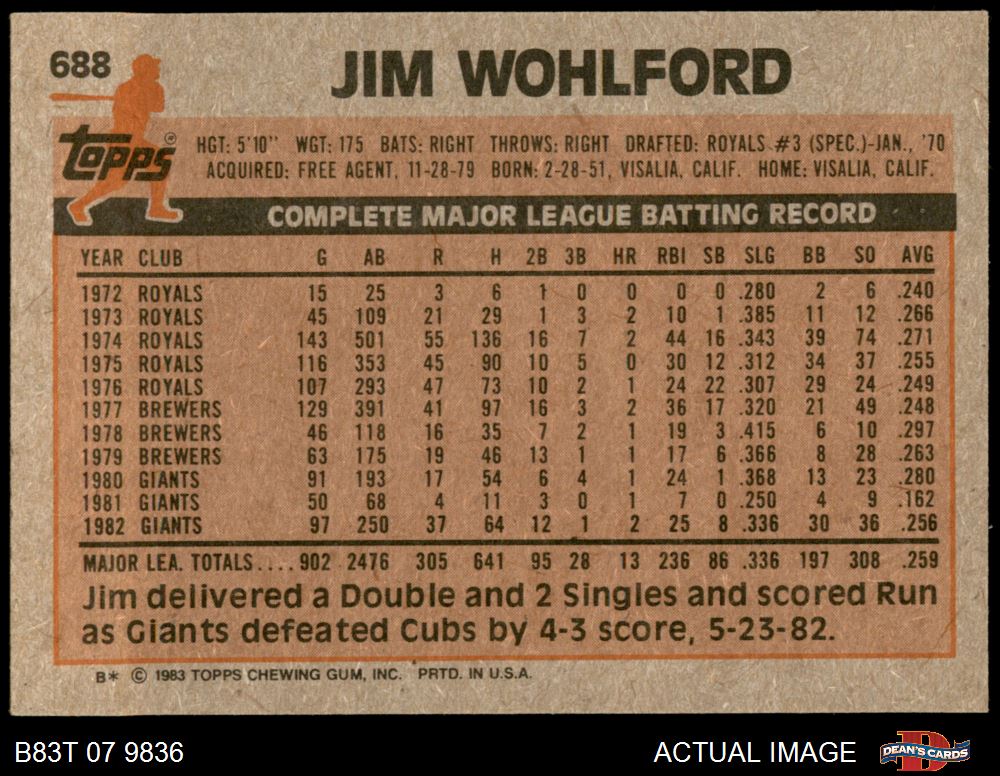 688
JIM WOHLFORD
topps®
HGT: 5'10" WGT: 175 BATS: RIGHT THROWS: RIGHT DRAFTED: ROYALS #3 (SPEC.)-JAN., '70
ACQUIRED: FREE AGENT, 11-28-79 BORN: 2-28-51, VISALIA, CALIF. HOME: VISALIA, CALIF.
COMPLETE MAJOR LEAGUE BATTING RECORD
YEAR CLUB G AB R H 2B 3B HR RBI SB SLG BB SO AVG
1972 ROYALS 15 25 3 6 1 0 0 0 0 .280 2 6 .240
1973 ROYALS 45 109 21 29 1 3 2 10 1 .385 11 12 .266
1974 ROYALS 143 501 55 136 16 7 2 44 16 .343 39 74 .271
1975 ROYALS 116 353 45 90 10 5 0 30 12 .312 34 37 .255
1976 ROYALS 107 293 47 73 10 2 1 24 22 .307 29 24 .249
1977 BREWERS 129 391 41 97 16 3 2 36 17 .320 21 49 .248
1978 BREWERS 46 118 16 35 7 2 1 19 3 .415 6 10 .297
1979 BREWERS 63 175 19 46 13 1 1 17 6 .366 8 28 .263
1980 GIANTS 91 193 17 54 6 4 1 24 1 .368 13 23 .280
1981 GIANTS 50 68 4 11 3 0 1 7 0 .250 4 9 .162
1982 GIANTS 97 250 37 64 12 1 2 25 8 .336 30 36 .256
MAJOR LEA. TOTALS.... 902 2476 305 641 95 28 13 236 86 .336 197 308 .259
Jim delivered a Double and 2 Singles and scored Run
as Giants defeated Cubs by 4-3 score, 5-23-82.
B* © 1983 TOPPS CHEWING GUM, INC. PRTD. IN U.S.A.
B83T 07 9836 ACTUAL IMAGE DEAN'S CARDS